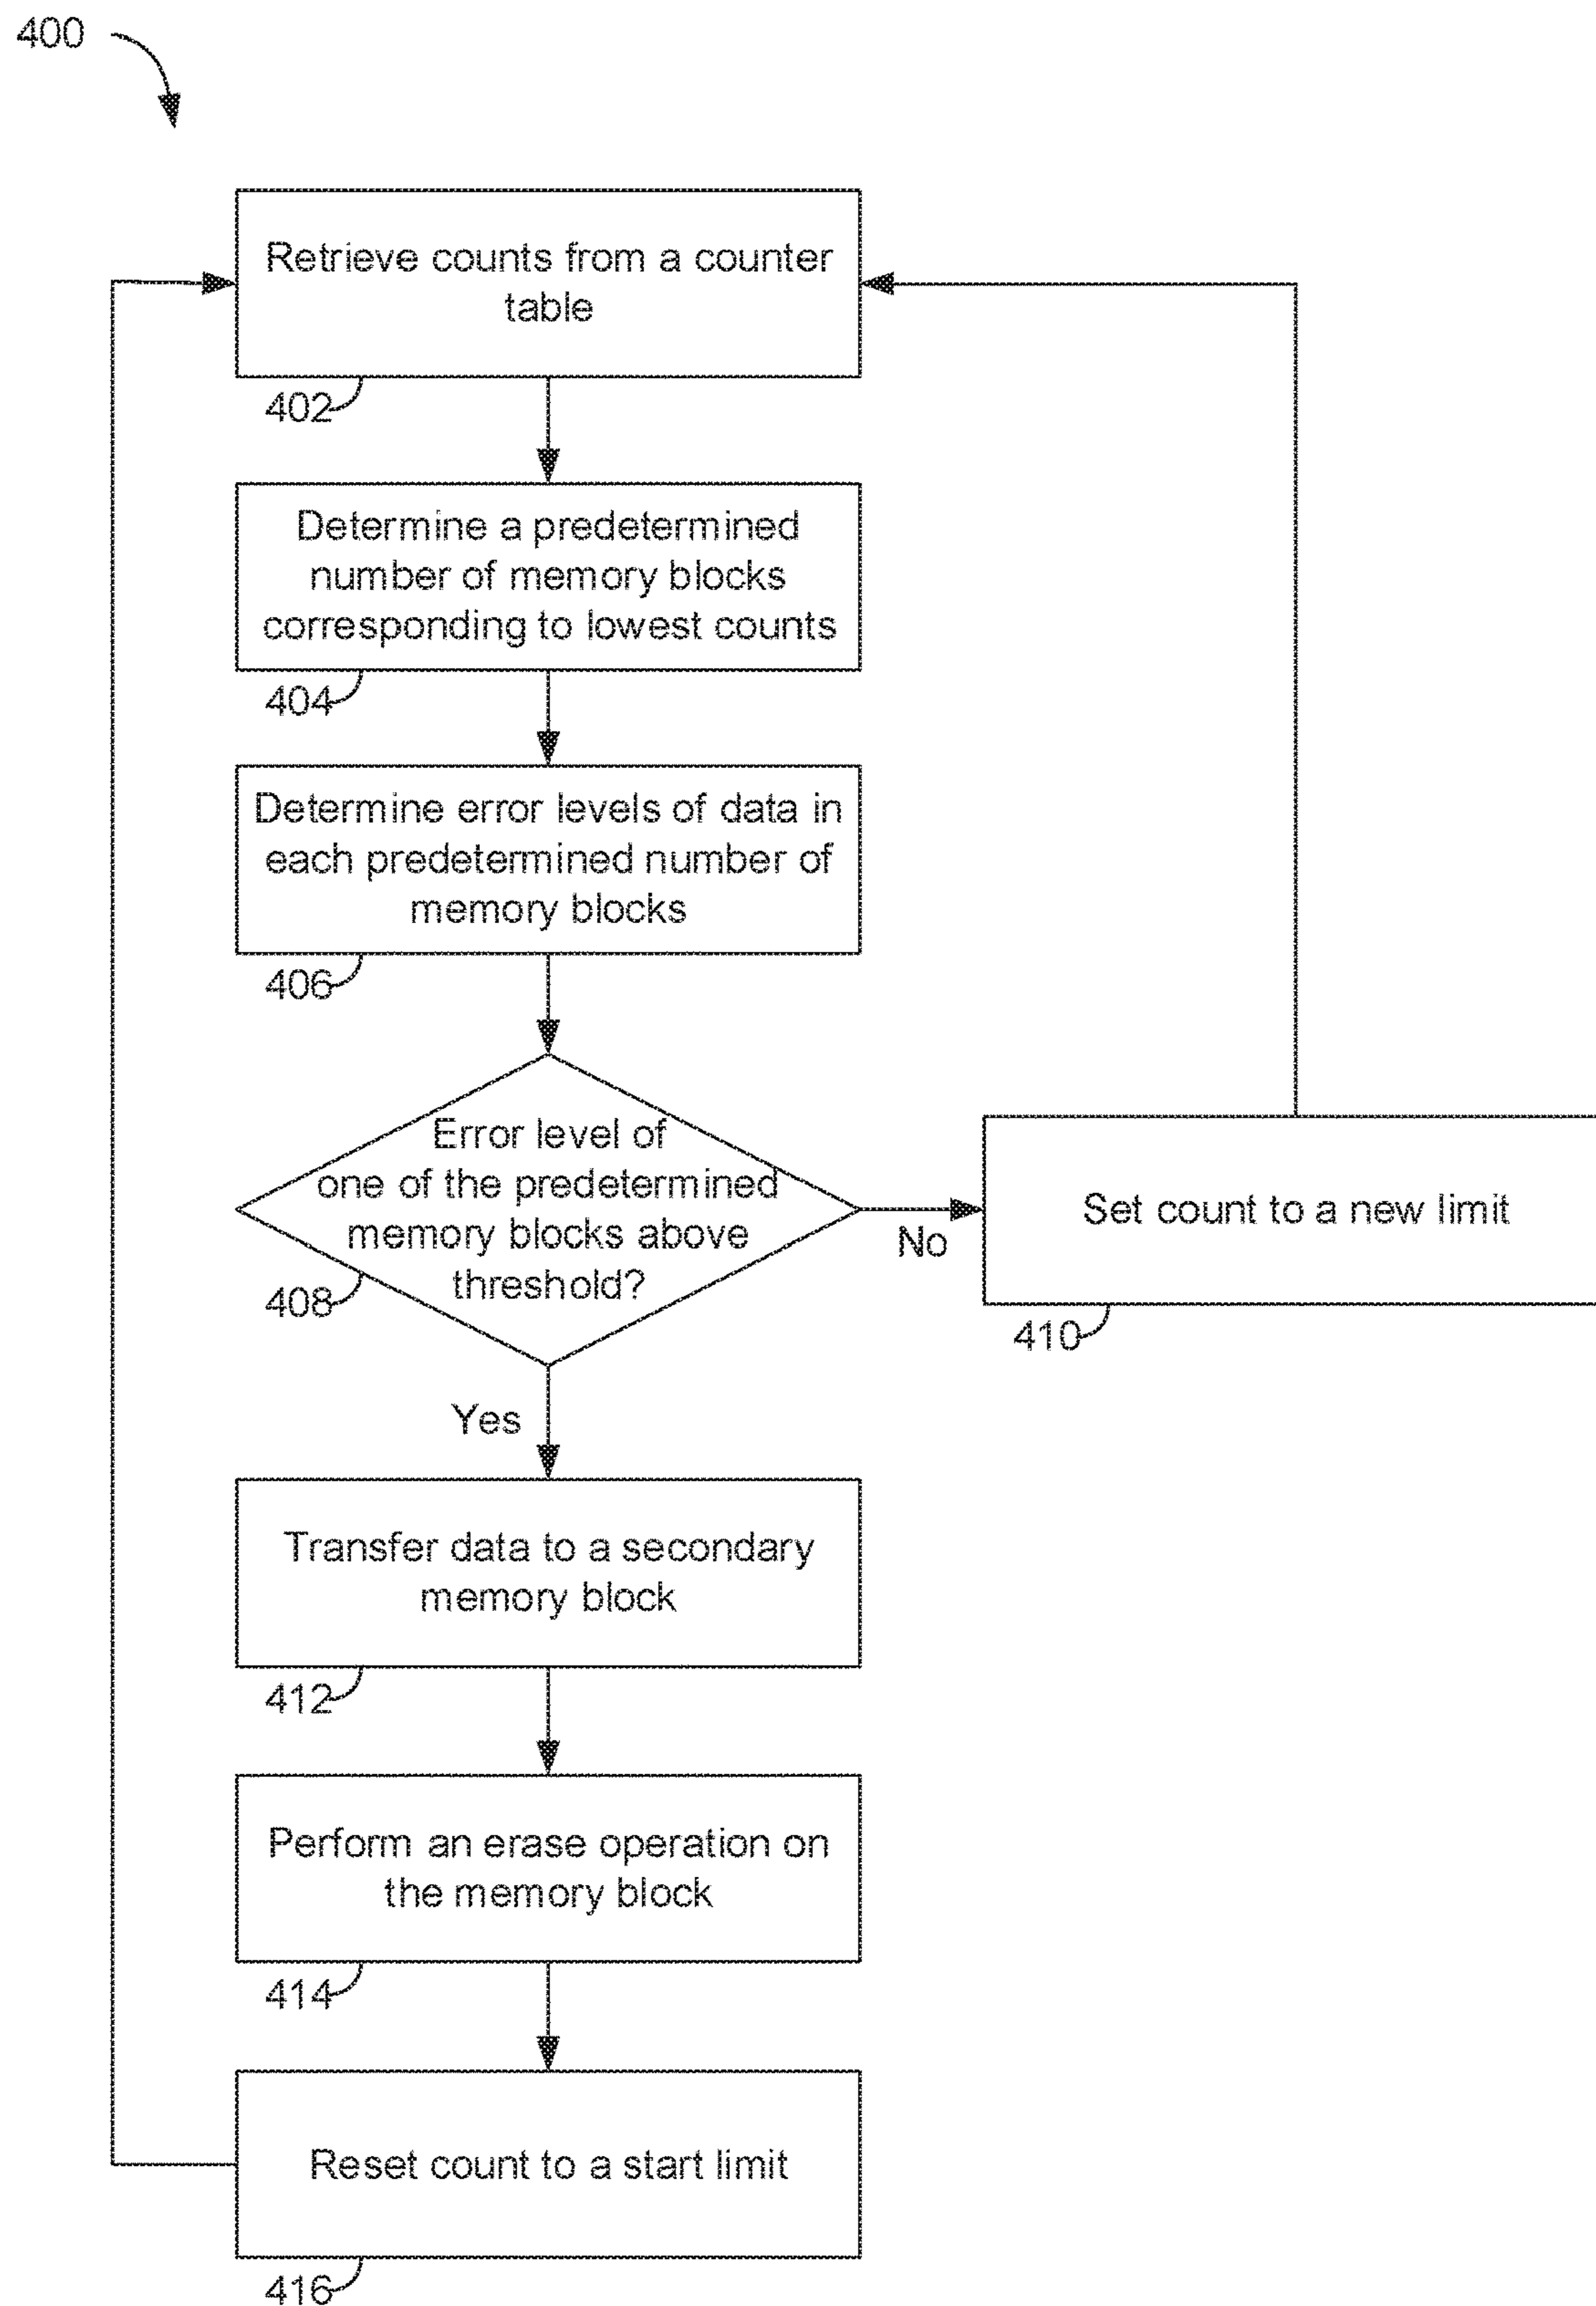 400
Retrieve counts from a counter
table
402
Determine a predetermined
number of memory blocks
corresponding to lowest counts
404
Determine error levels of data in
each predetermined number of
memory blocks
406
Error level of
one of the predetermined
memory blocks above
threshold?
408
No
Set count to a new limit
410
Yes
Transfer data to a secondary
memory block
412
Perform an erase operation on
the memory block
414
Reset count to a start limit
416